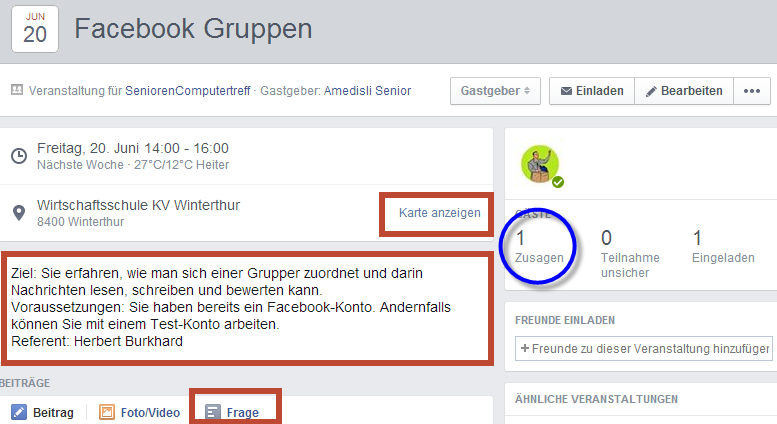 JUN
20
Facebook Gruppen
Veranstaltung für SeniorenComputertreff · Gastgeber: Amedisli Senior
Gastgeber
Einladen
Bearbeiten
Freitag, 20. Juni 14:00 - 16:00
Nächste Woche · 27°C/12°C Heiter
Wirtschaftsschule KV Winterthur
8400 Winterthur
Karte anzeigen
Ziel: Sie erfahren, wie man sich einer Grupper zuordnet und darin
Nachrichten lesen, schreiben und bewerten kann.
Voraussetzungen: Sie haben bereits ein Facebook-Konto. Andernfalls
können Sie mit einem Test-Konto arbeiten.
Referent: Herbert Burkhard
BEITRÄGE
Beitrag
Foto/Video
Frage
GÄSTE
1
Zusagen
0
Teilnahme
unsicher
1
Eingeladen
FREUNDE EINLADEN
+ Freunde zu dieser Veranstaltung hinzufügen
ÄHNLICHE VERANSTALTUNGEN